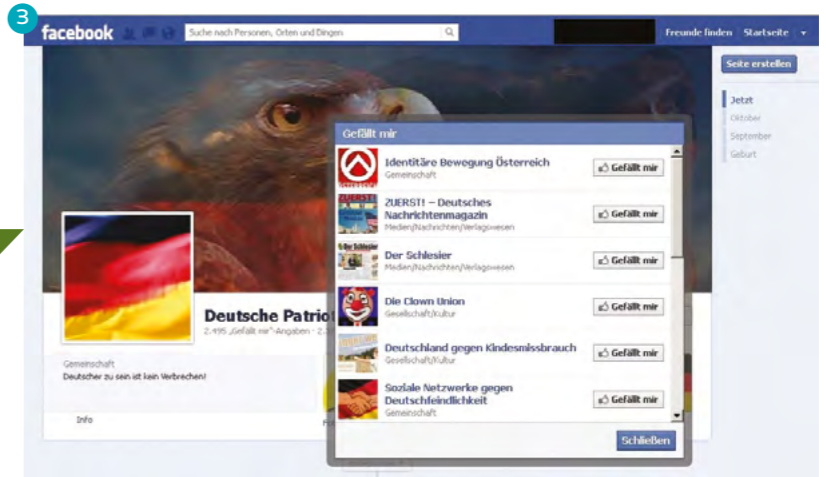 3
facebook
Suche nach Personen, Orten und Dingen
Freunde finden Startseite
Seite erstellen
Jetzt
Oktober
September
Geburt
Gefällt mir
Identitäre Bewegung Österreich
Gemeinschaft
Gefällt mir
ZUERST! – Deutsches
Nachrichtenmagazin
Medien/Nachrichten/Verlagswesen
Gefällt mir
Der Schlesier
Medien/Nachrichten/Verlagswesen
Gefällt mir
Die Clown Union
Gesellschaft/Kultur
Gefällt mir
Deutschland gegen Kindesmissbrauch
Gesellschaft/Kultur
Gefällt mir
Soziale Netzwerke gegen
Deutschfeindlichkeit
Gemeinschaft
Gefällt mir
Schließen
Deutsche Patriot
2.495 „Gefällt mir“-Angaben
Gemeinschaft
Deutscher zu sein ist kein Verbrechen!
Info